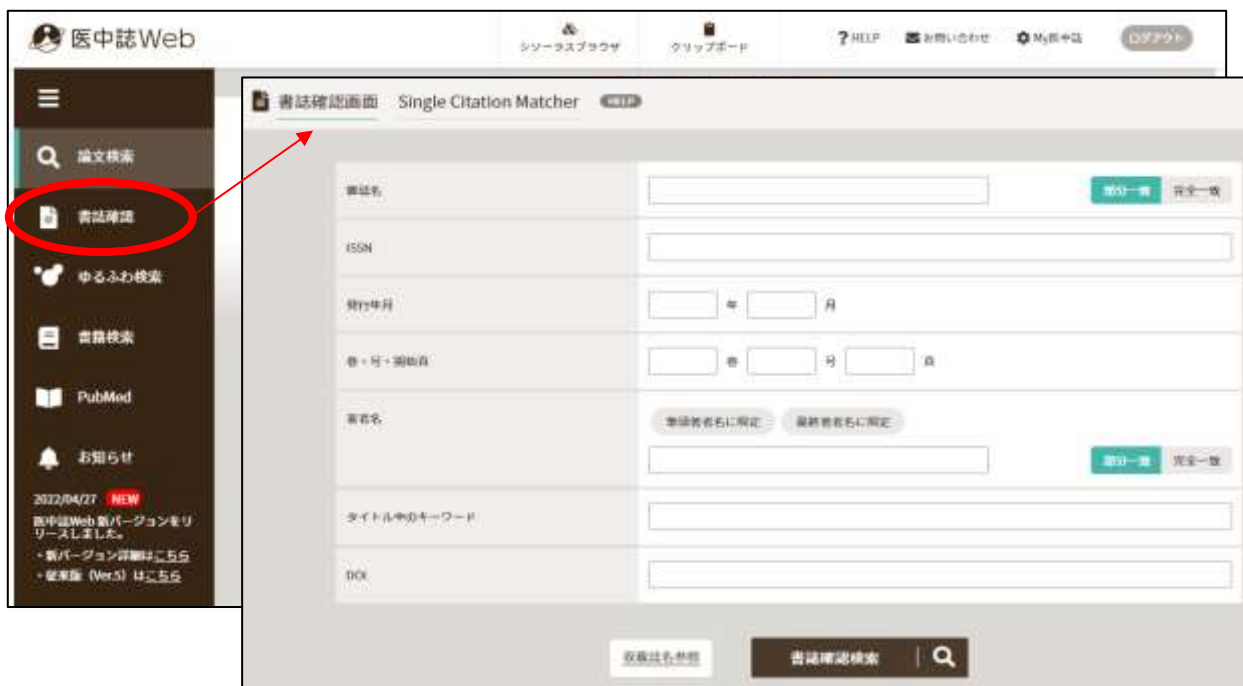 医中誌Web
シソーラスブラウザ
クリップボード
? HELP
お問い合わせ
My医中誌
ログアウト
論文検索
書誌確認
ゆるふわ検索
書籍検索
PubMed
お知らせ
2022/04/27 NEW
医中誌Web 新バージョンをリ
リースしました。
・新バージョン詳細はこちら
・従来版 (Ver.5) はこちら
書誌確認画面 Single Citation Matcher HELP
雑誌名
部分一致 完全一致
ISSN
発行年月
年 月
巻・号・開始頁
巻 号 頁
著者名
筆頭著者名に限定 最終著者名に限定
部分一致 完全一致
タイトル中のキーワード
DOI
収載誌名参照
書誌確認検索